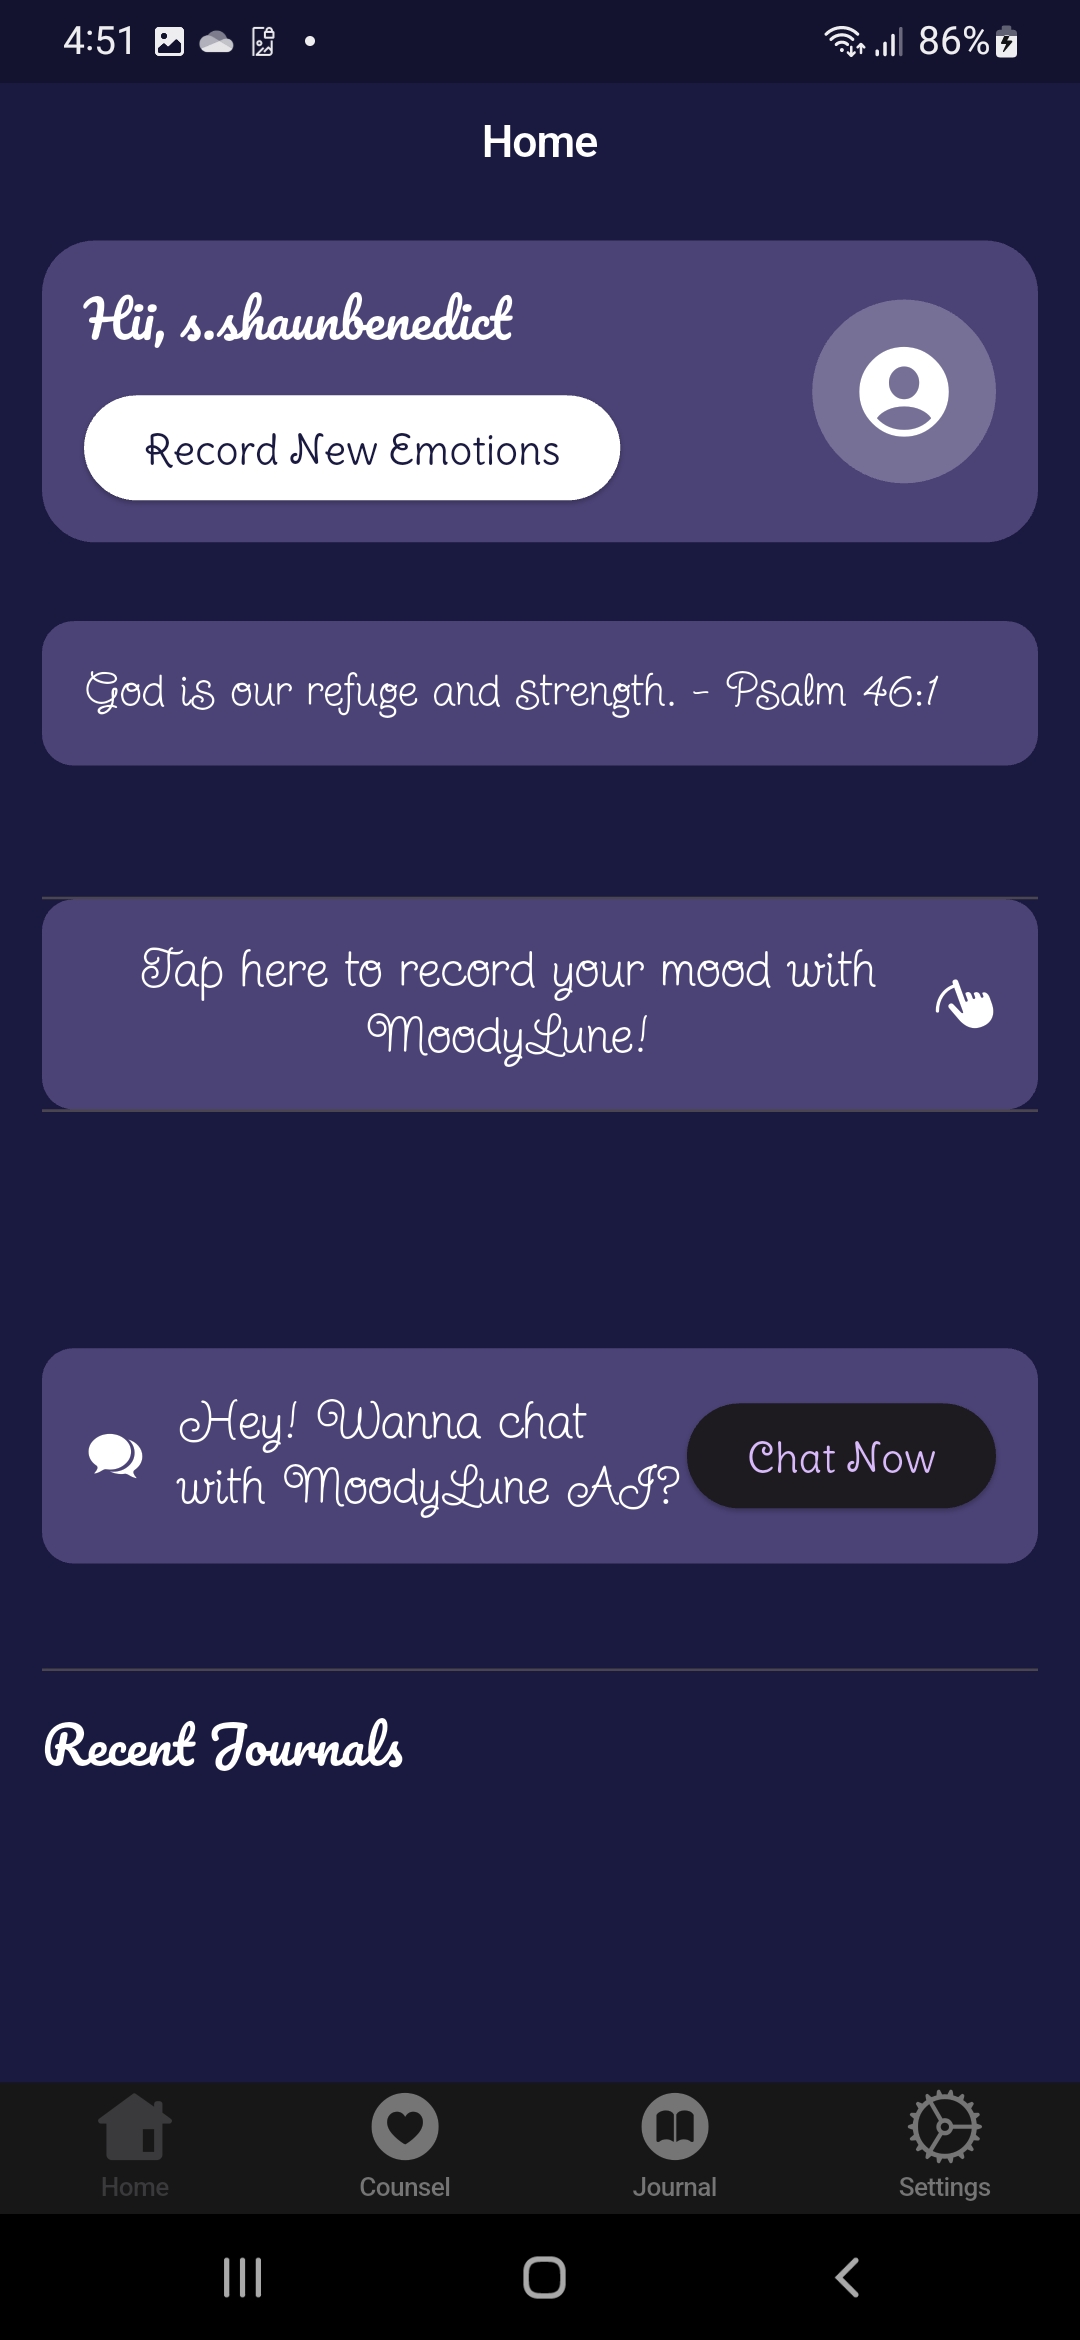 4:51
86%
Home
Hii, s.shaunbenedict
Record New Emotions
God is our refuge and strength. - Psalm 46:1
Tap here to record your mood with
MoodyLune!
Hey! Wanna chat
with MoodyLune AI?
Chat Now
Recent Journals
Home
Counsel
Journal
Settings